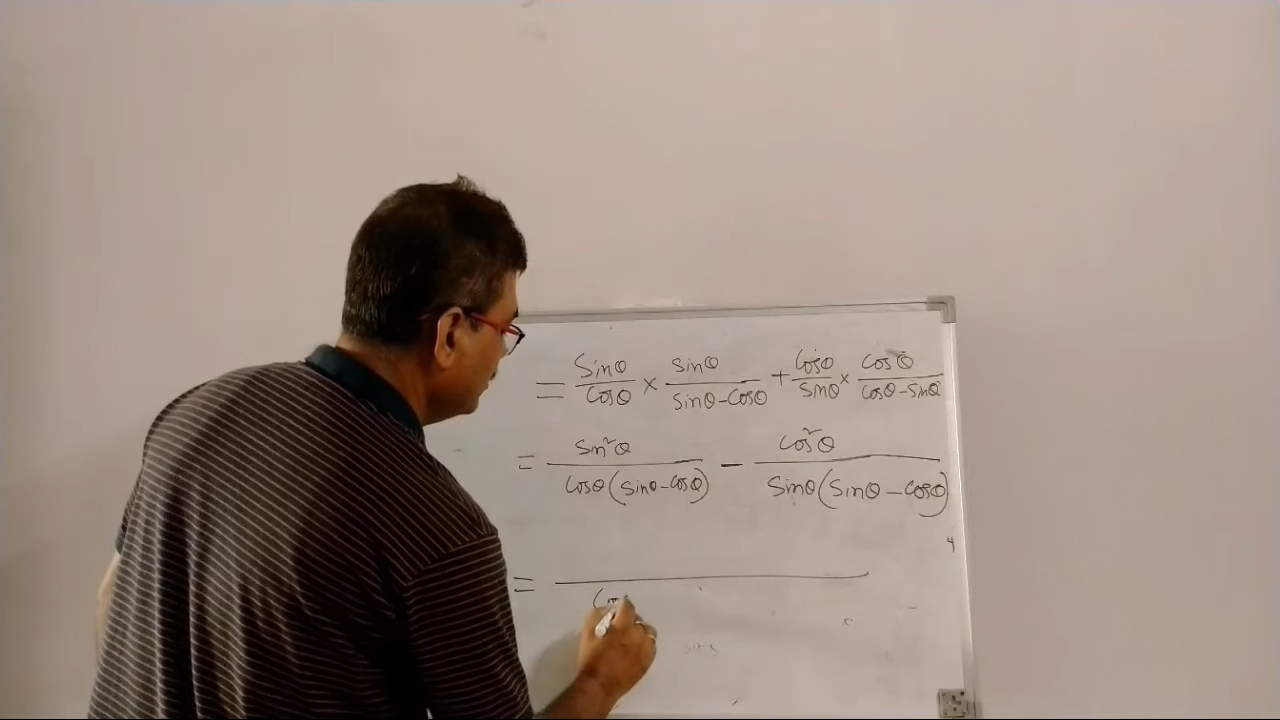 = Sinθ/Cosθ × sinθ/(sinθ-Cosθ) + Cosθ/sinθ × Cosθ/(Cosθ-Sinθ)
= Sin²θ/(Cosθ(Sinθ-Cosθ)) - Cos²θ/(Sinθ(Sinθ-Cosθ))
=